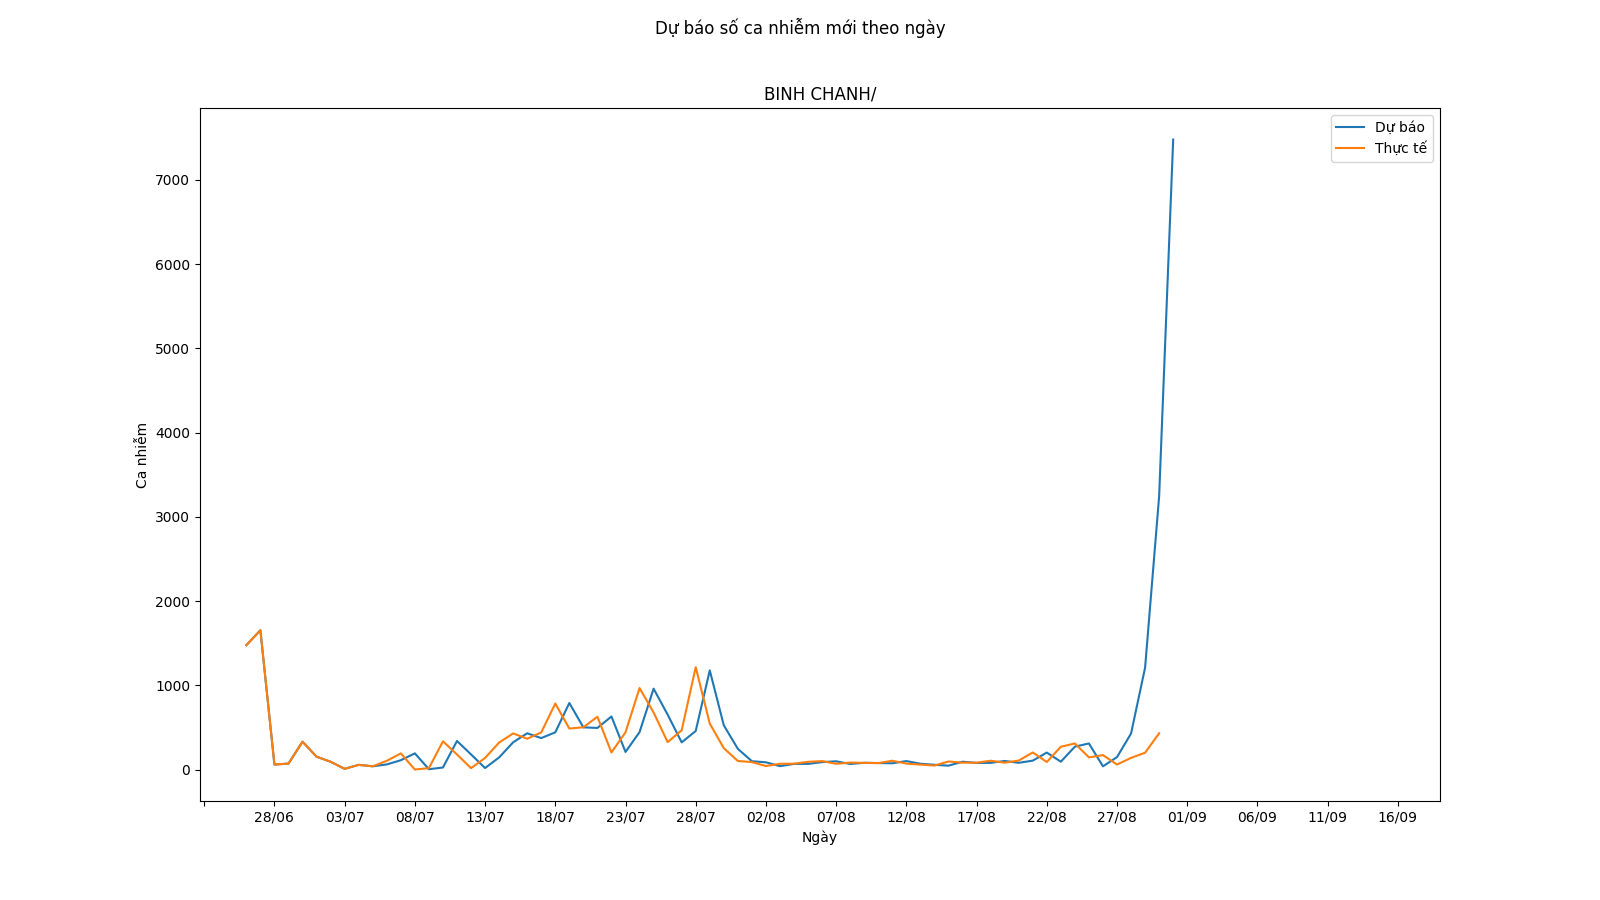 Dự báo số ca nhiễm mới theo ngày
BINH CHANH/
Dự báo
Thực tế
7000
6000
5000
4000
3000
2000
1000
0
Ca nhiễm
28/06 03/07 08/07 13/07 18/07 23/07 28/07 02/08 07/08 12/08 17/08 22/08 27/08 01/09 06/09 11/09 16/09
Ngày